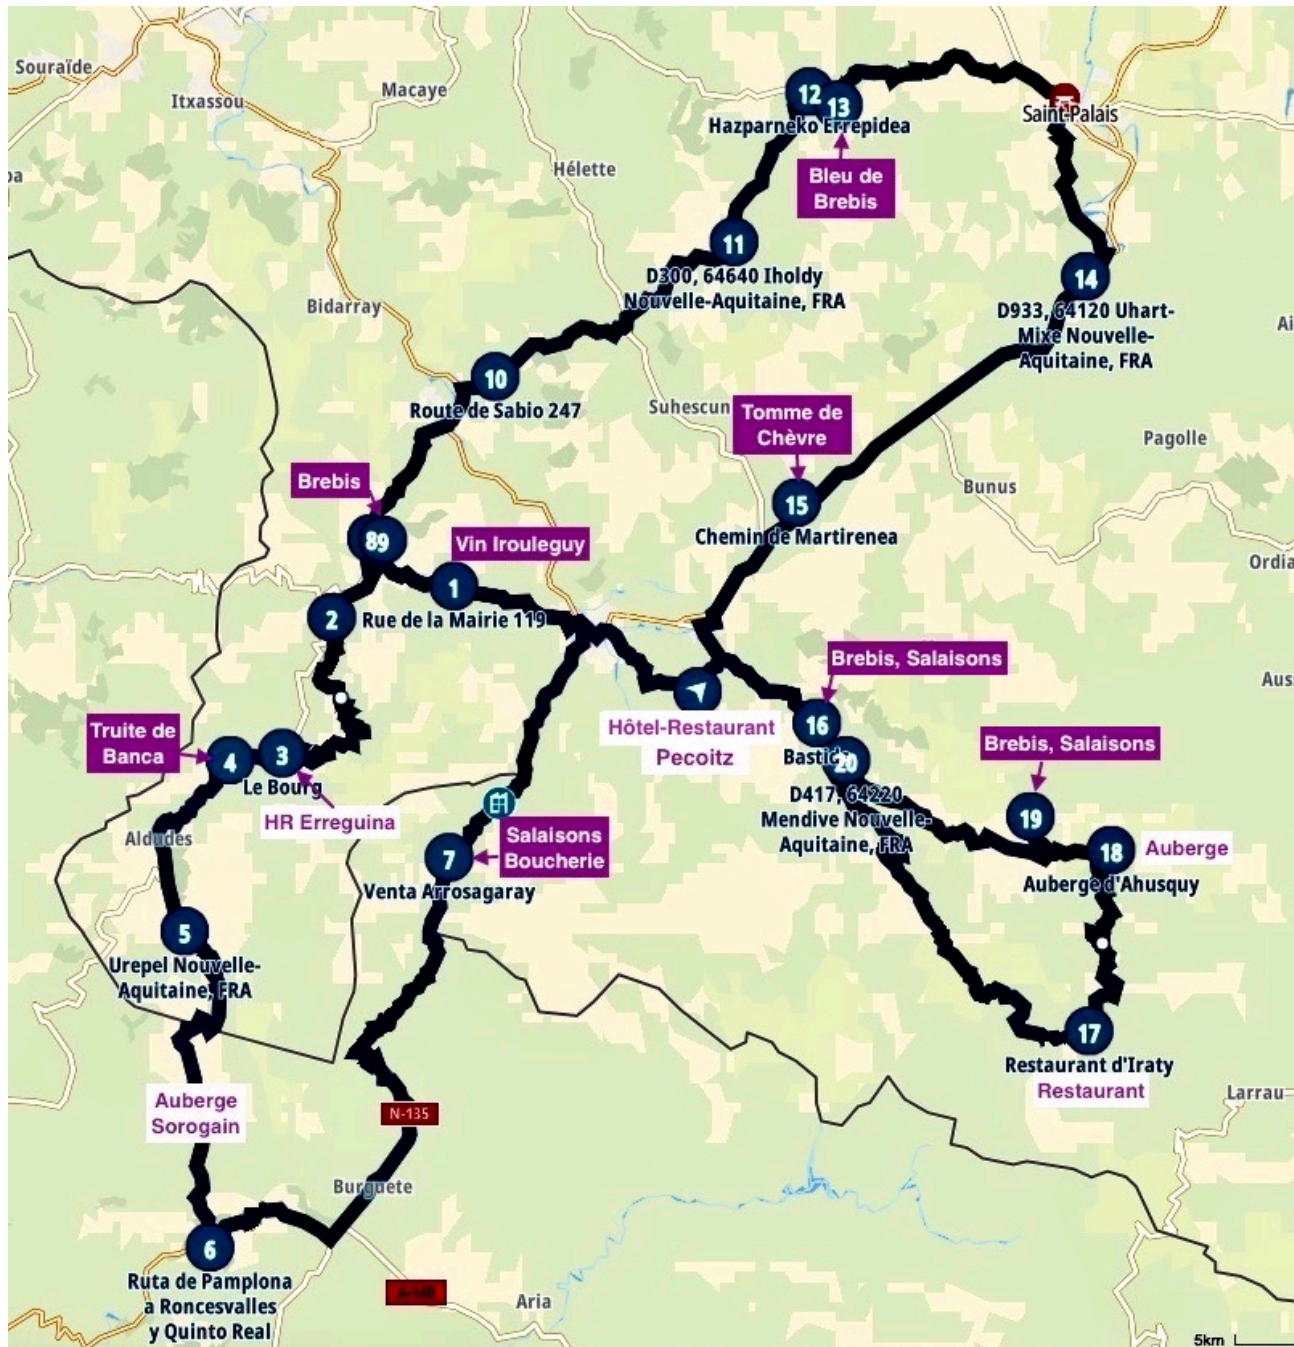 Souraïde
Itxassou
Macaye
Hélette
12
13
Hazparneko Errepidea
Saint-Palais
Bleu de
Brebis
11
D300, 64640 Iholdy
Nouvelle-Aquitaine, FRA
14
D933, 64120 Uhart-
Mixe Nouvelle-
Aquitaine, FRA
Bidarray
10
Route de Sabio 247
Suhescun
Tomme de
Chèvre
Pagolle
Bunus
15
Chemin de Martirenea
Brebis
89
Vin Irouleguy
1
Rue de la Mairie 119
2
Brebis, Salaisons
16
Bastide
20
D417, 64220
Mendive Nouvelle-
Aquitaine, FRA
Hôtel-Restaurant
Pecoitz
Truite de
Banca
4
3
Le Bourg
HR Erreguina
Aldudes
Brebis, Salaisons
19
18
Auberge
Auberge d'Ahusquy
Salaisons
Boucherie
7
Venta Arrosagaray
5
Urepel Nouvelle-
Aquitaine, FRA
17
Restaurant d'Iraty
Restaurant
Larrau
Auberge
Sorogain
N-135
Burguete
6
Ruta de Pamplona
a Roncesvalles
y Quinto Real
Aria
5km